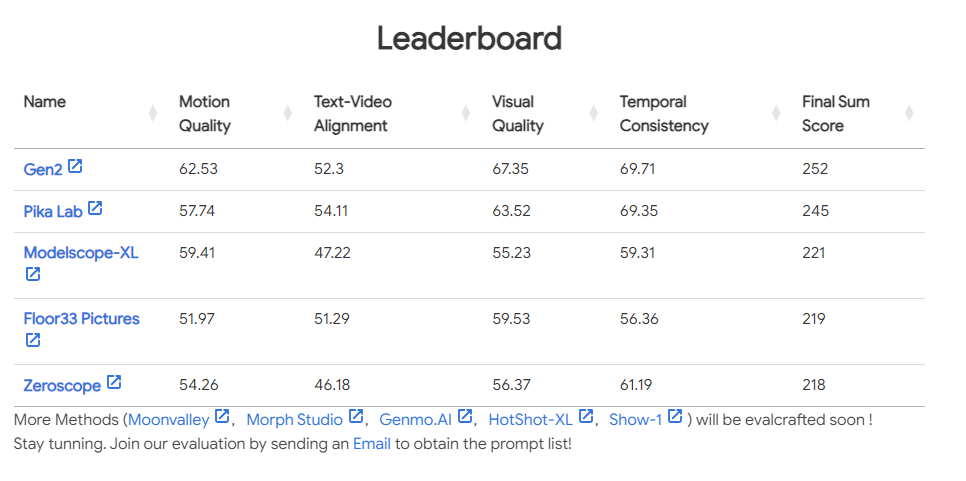 Leaderboard
Name Motion Quality Text-Video Alignment Visual Quality Temporal Consistency Final Sum Score
Gen2 62.53 52.3 67.35 69.71 252
Pika Lab 57.74 54.11 63.52 69.35 245
Modelscope-XL 59.41 47.22 55.23 59.31 221
Floor33 Pictures 51.97 51.29 59.53 56.36 219
Zeroscope 54.26 46.18 56.37 61.19 218
More Methods (Moonvalley , Morph Studio , Genmo.AI , HotShot-XL , Show-1 ) will be evalcrafted soon !
Stay tunning. Join our evaluation by sending an Email to obtain the prompt list!